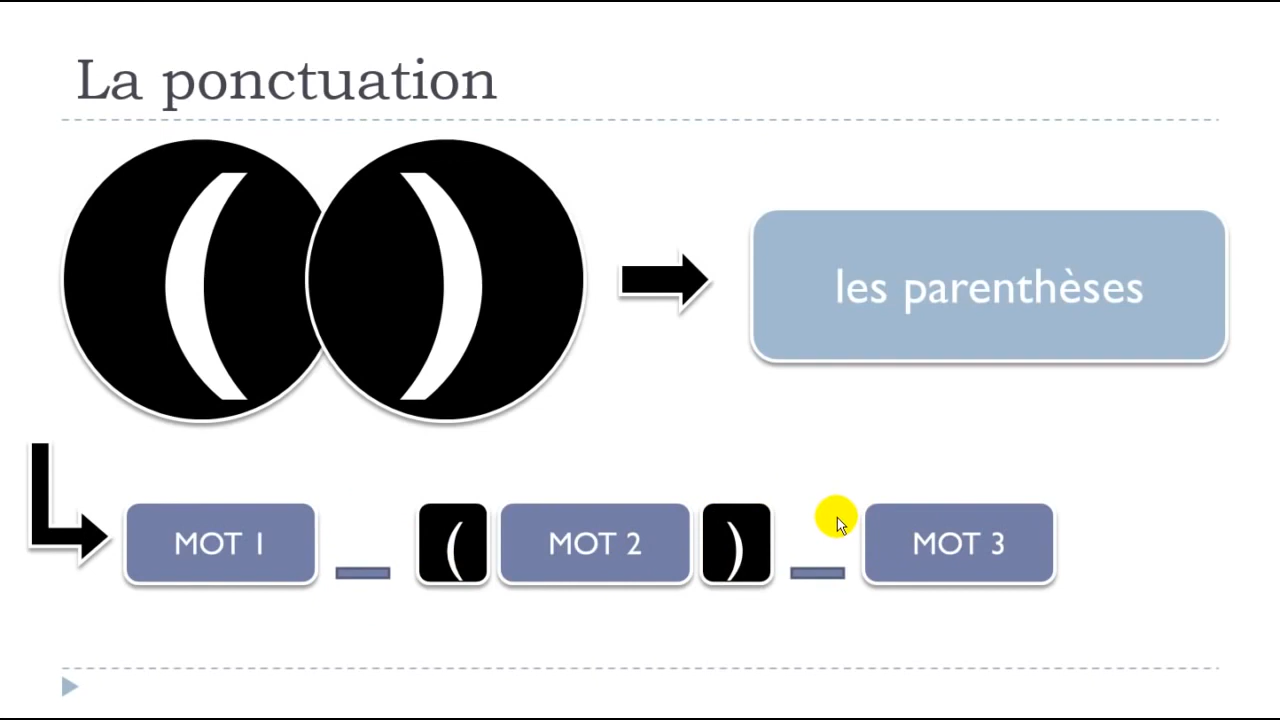 La ponctuation
( )
les parenthèses
MOT 1 _ ( MOT 2 ) _ MOT 3